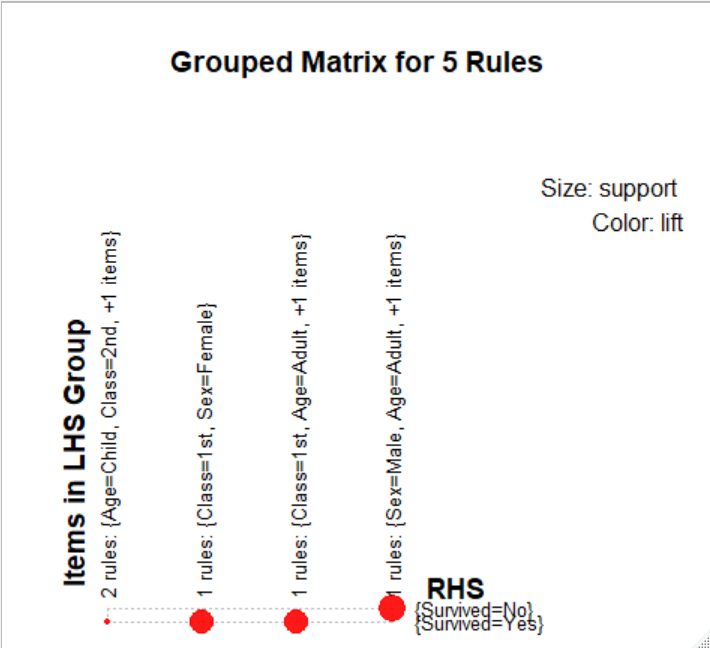 Grouped Matrix for 5 Rules
Size: support
Color: lift
Items in LHS Group
2 rules: {Age=Child, Class=2nd, +1 items}
1 rules: {Class=1st, Sex=Female}
1 rules: {Class=1st, Age=Adult, +1 items}
1 rules: {Sex=Male, Age=Adult, +1 items}
RHS
{Survived=No}
{Survived=Yes}